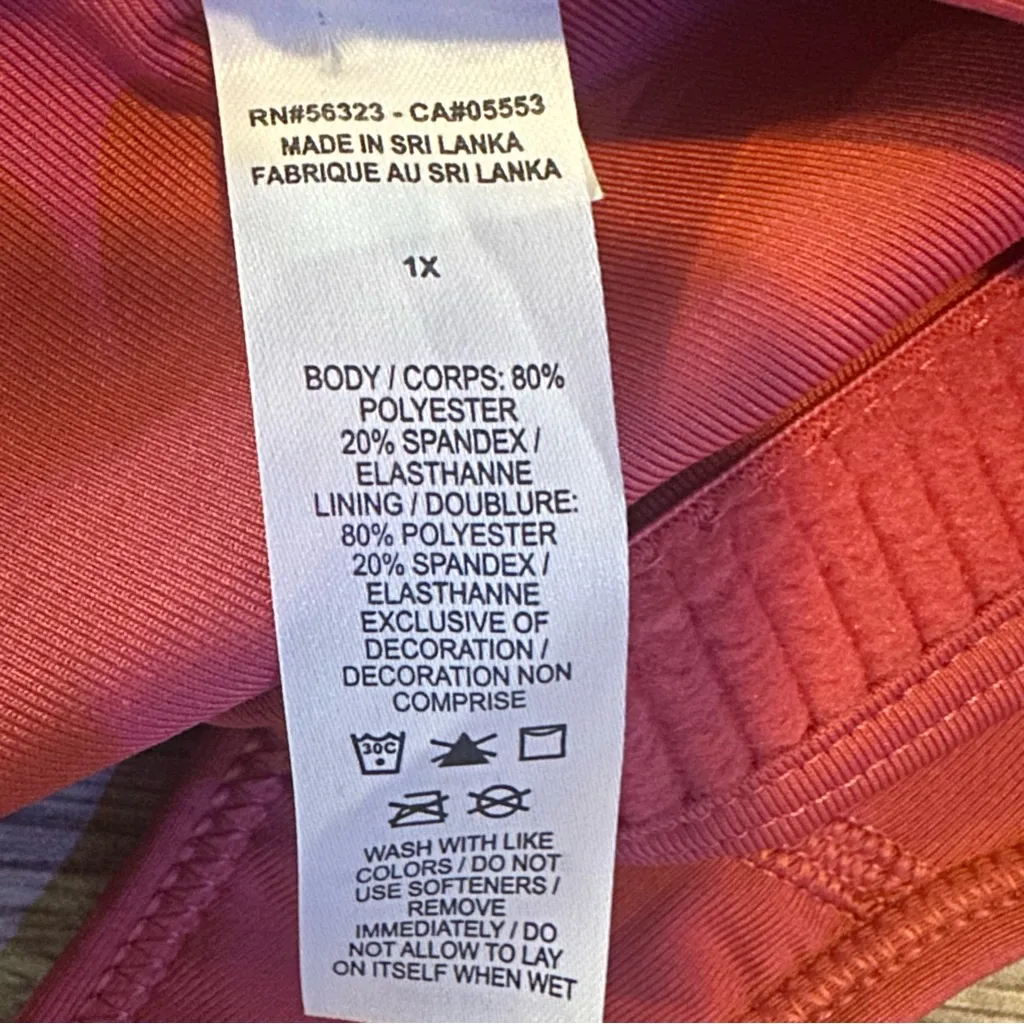 RN#56323 - CA#05553
MADE IN SRI LANKA
FABRIQUE AU SRI LANKA
1X
BODY / CORPS: 80%
POLYESTER
20% SPANDEX /
ELASTHANNE
LINING / DOUBLURE:
80% POLYESTER
20% SPANDEX /
ELASTHANNE
EXCLUSIVE OF
DECORATION /
DECORATION NON
COMPRISE
30C
WASH WITH LIKE
COLORS / DO NOT
USE SOFTENERS /
REMOVE
IMMEDIATELY / DO
NOT ALLOW TO LAY
ON ITSELF WHEN WET